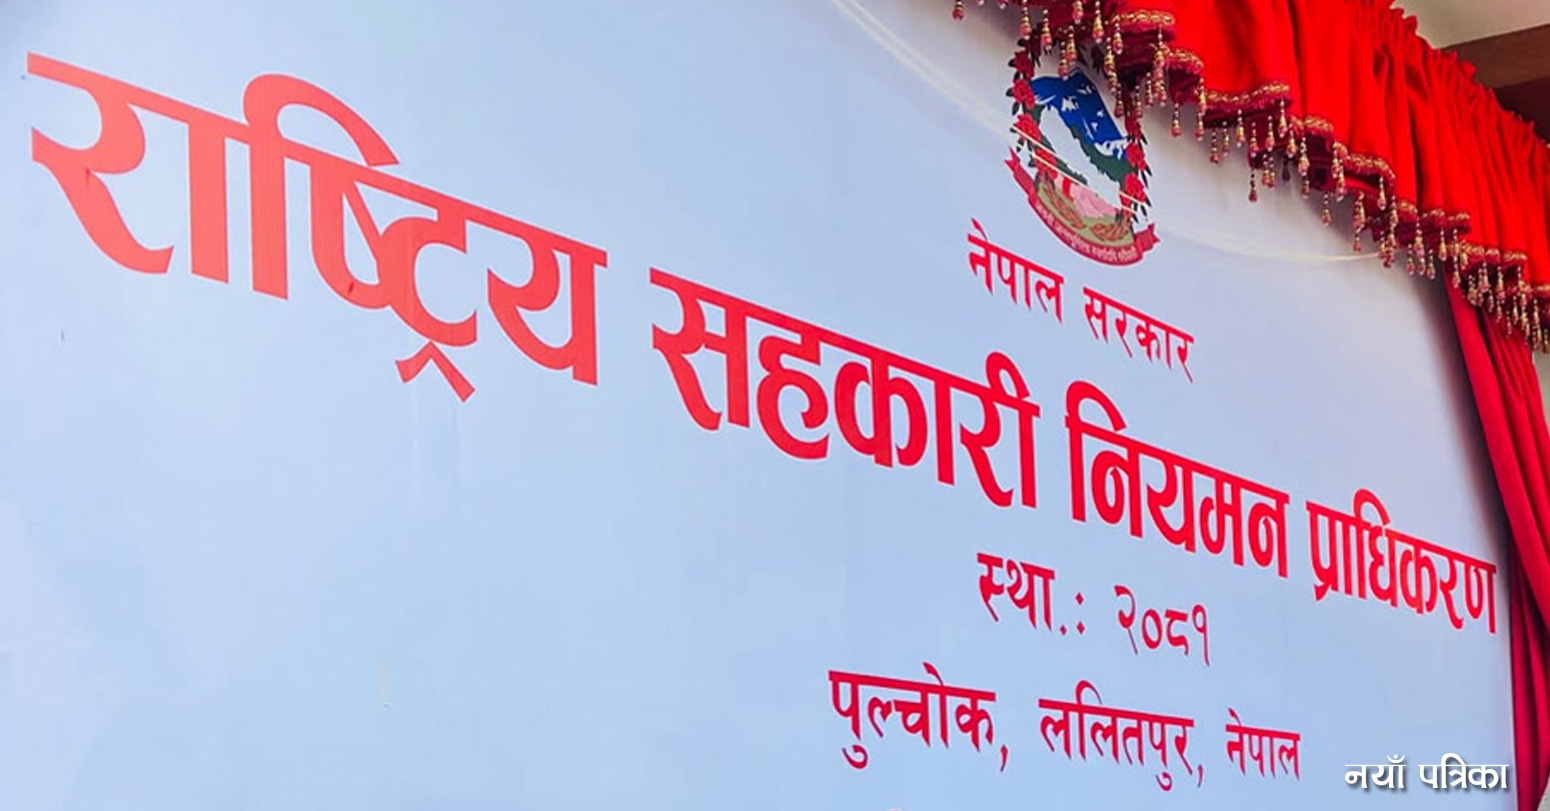 नेपाल सरकार
राष्ट्रिय सहकारी नियमन प्राधिकरण
स्था.: २०८१
पुल्चोक, ललितपुर, नेपाल
नयाँ पत्रिका